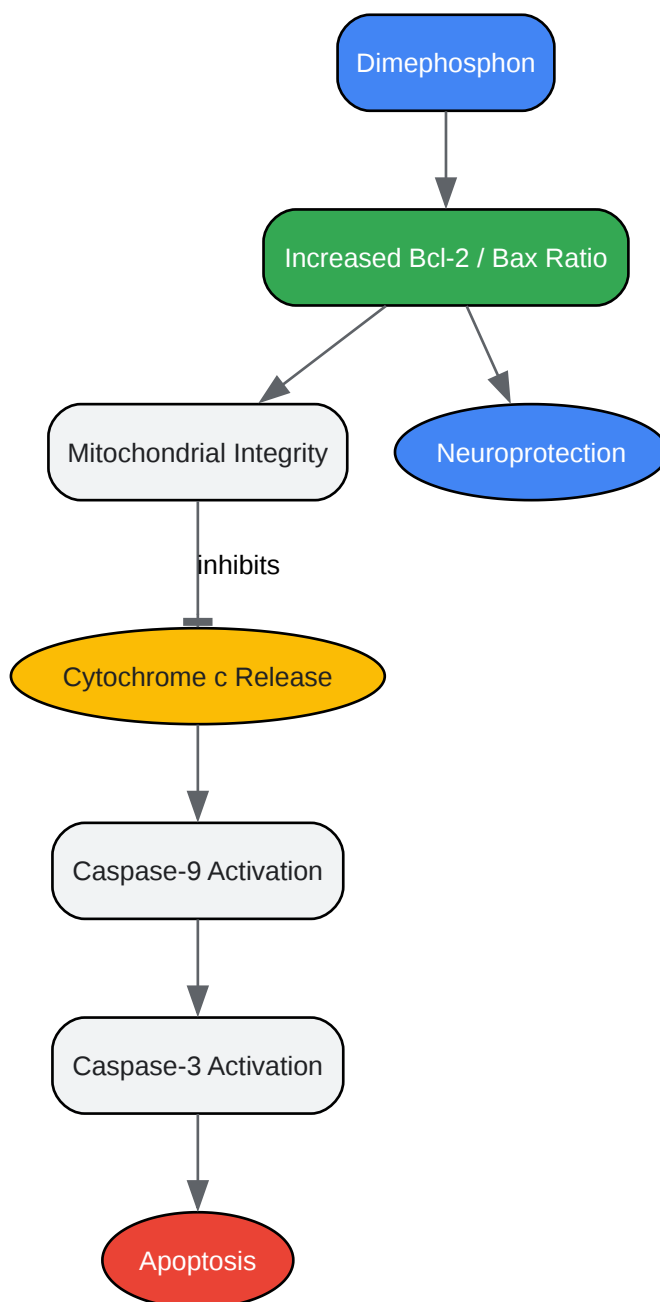 Dimephosphon
Increased Bcl-2 / Bax Ratio
Mitochondrial Integrity
Neuroprotection
inhibits
Cytochrome c Release
Caspase-9 Activation
Caspase-3 Activation
Apoptosis